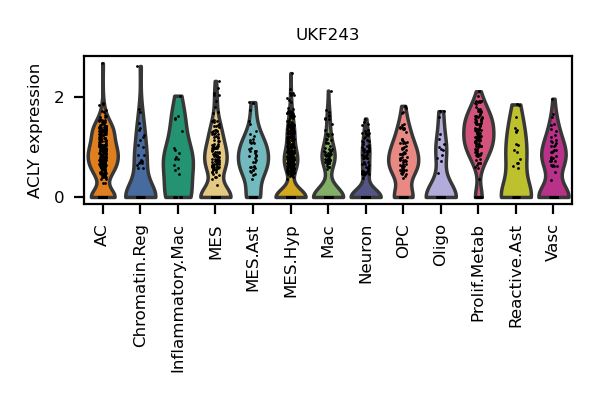 UKF243
ACLY expression
2
0
AC
Chromatin.Reg
Inflammatory.Mac
MES
MES.Ast
MES.Hyp
Mac
Neuron
OPC
Oligo
Prolif.Metab
Reactive.Ast
Vasc